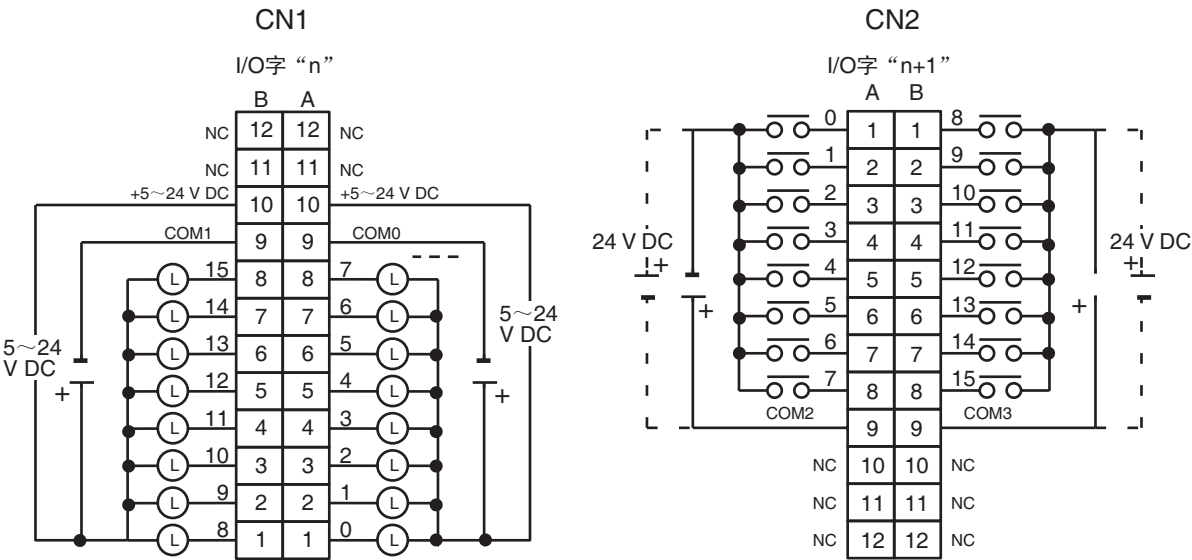 CN1
I/O字“n”
B A
NC 12 12 NC
NC 11 11 NC
+5～24 V DC 10 10 +5～24 V DC
COM1 9 9 COM0
15 8 8 7
L L
14 7 7 6
L L
13 6 6 5
L L
12 5 5 4
L L
11 4 4 3
L L
10 3 3 2
L L
9 2 2 1
L L
8 1 1 0
L L
5～24
V DC
+
5～24
V DC
+
CN2
I/O字“n+1”
A B
0 1 1 8
1 2 2 9
2 3 3 10
3 4 4 11
4 5 5 12
5 6 6 13
6 7 7 14
7 8 8 15
COM2 9 9 COM3
NC 10 10 NC
NC 11 11 NC
NC 12 12 NC
24 V DC
+
+
24 V DC
+
+